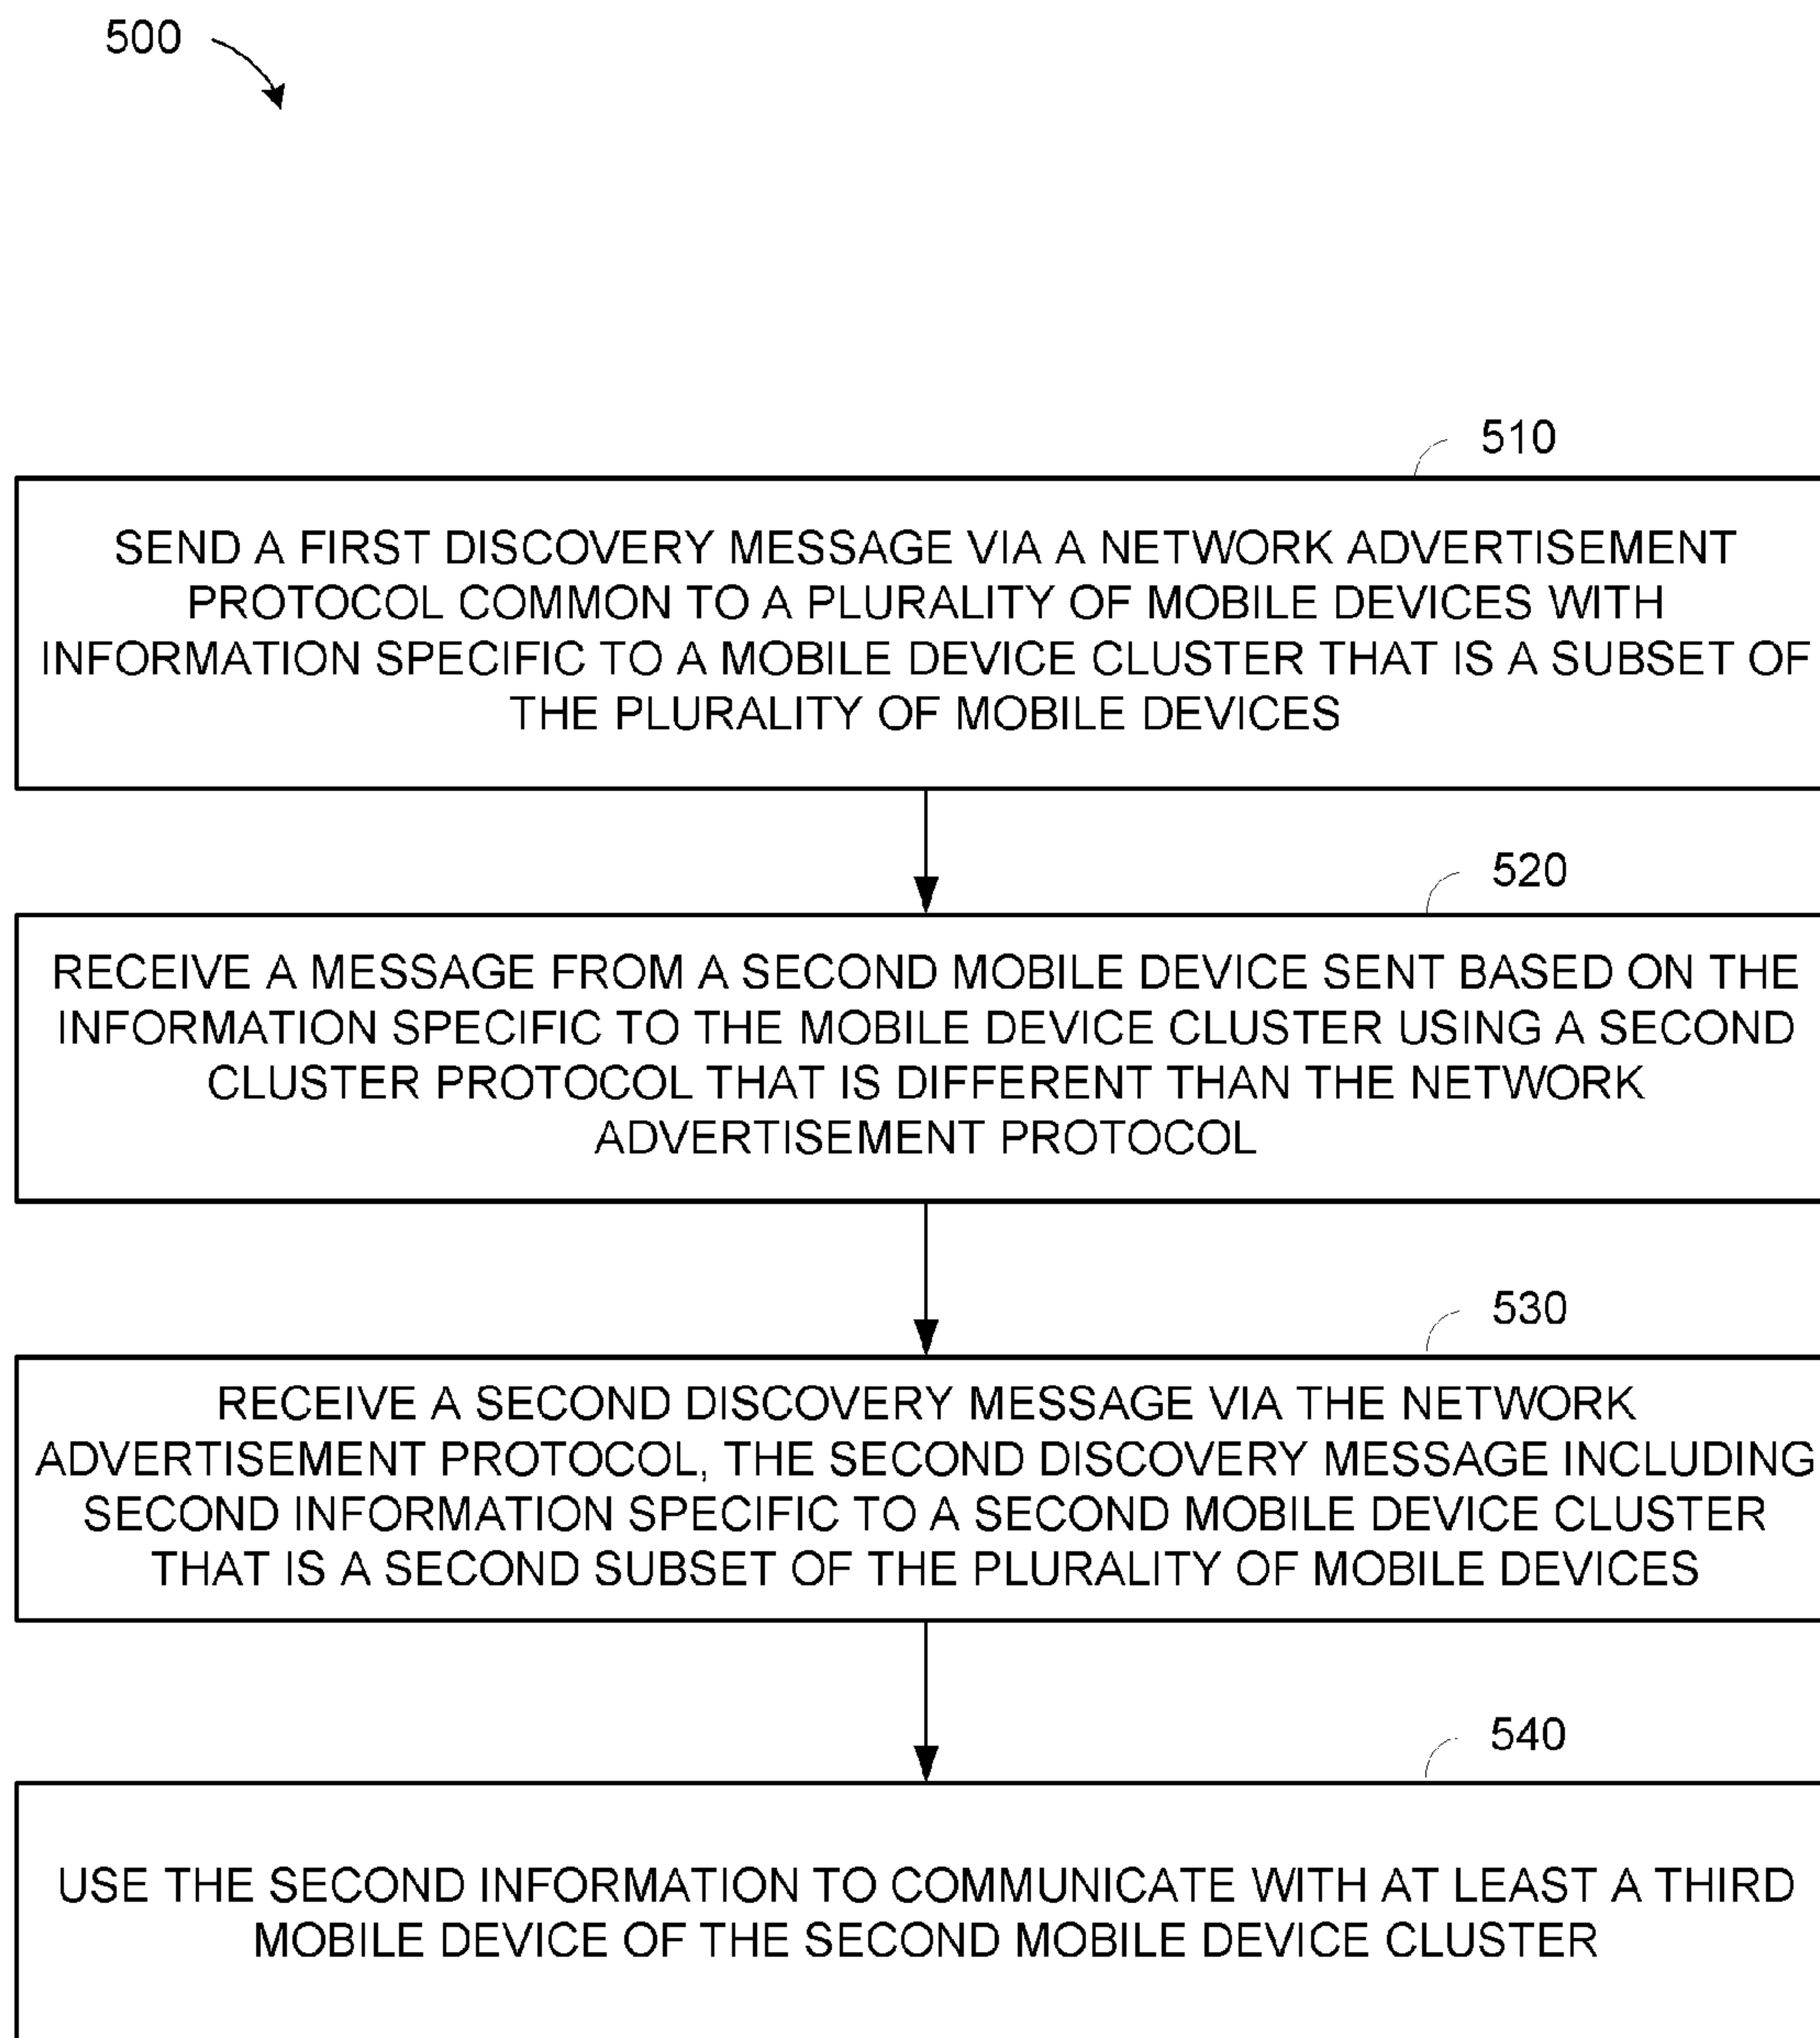 500
510
SEND A FIRST DISCOVERY MESSAGE VIA A NETWORK ADVERTISEMENT
PROTOCOL COMMON TO A PLURALITY OF MOBILE DEVICES WITH
INFORMATION SPECIFIC TO A MOBILE DEVICE CLUSTER THAT IS A SUBSET OF
THE PLURALITY OF MOBILE DEVICES
520
RECEIVE A MESSAGE FROM A SECOND MOBILE DEVICE SENT BASED ON THE
INFORMATION SPECIFIC TO THE MOBILE DEVICE CLUSTER USING A SECOND
CLUSTER PROTOCOL THAT IS DIFFERENT THAN THE NETWORK
ADVERTISEMENT PROTOCOL
530
RECEIVE A SECOND DISCOVERY MESSAGE VIA THE NETWORK
ADVERTISEMENT PROTOCOL, THE SECOND DISCOVERY MESSAGE INCLUDING
SECOND INFORMATION SPECIFIC TO A SECOND MOBILE DEVICE CLUSTER
THAT IS A SECOND SUBSET OF THE PLURALITY OF MOBILE DEVICES
540
USE THE SECOND INFORMATION TO COMMUNICATE WITH AT LEAST A THIRD
MOBILE DEVICE OF THE SECOND MOBILE DEVICE CLUSTER